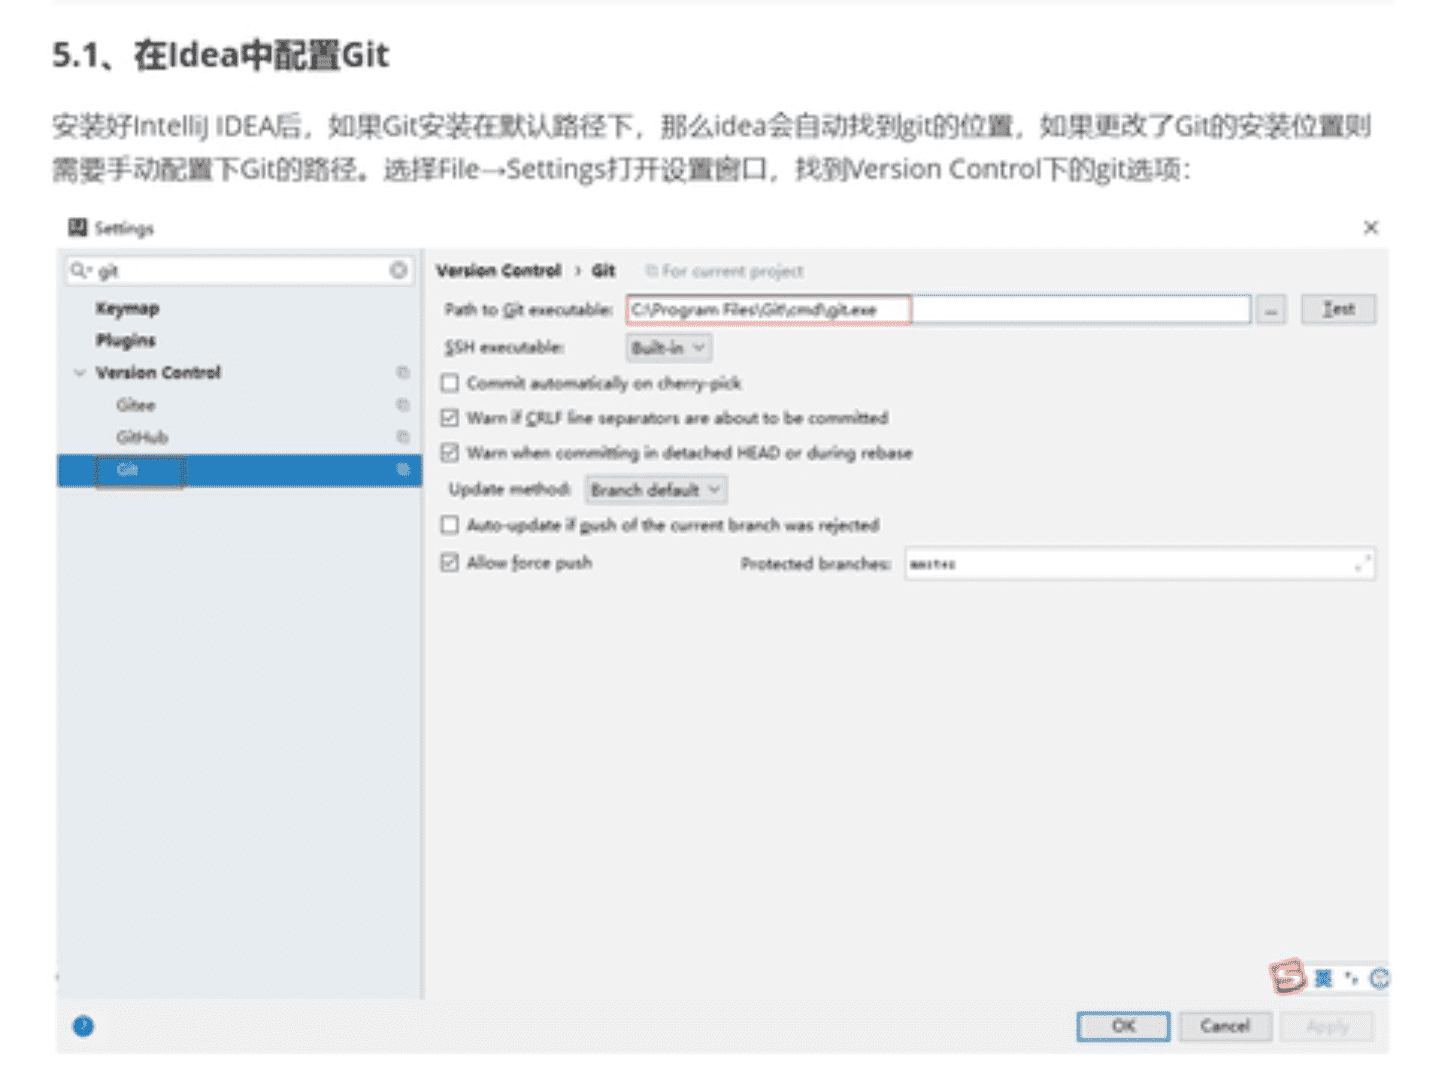 5.1、在Idea中配置Git
安装好IntelliJ IDEA后，如果Git安装在默认路径下，那么idea会自动找到git的位置，如果更改了Git的安装位置则
需要手动配置下Git的路径。选择File→Settings打开设置窗口，找到Version Control下的git选项：
Settings
git
Keymap
Plugins
Version Control
Gitee
GitHub
Git
Version Control › Git For current project
Path to Git executable: C:\Program Files\Git\cmd\git.exe ... Test
SSH executable: Built-in
Commit automatically on cherry-pick
Warn if CRLF line separators are about to be committed
Warn when committing in detached HEAD or during rebase
Update method: Branch default
Auto-update if push of the current branch was rejected
Allow force push Protected branches: master
英
OK Cancel Apply